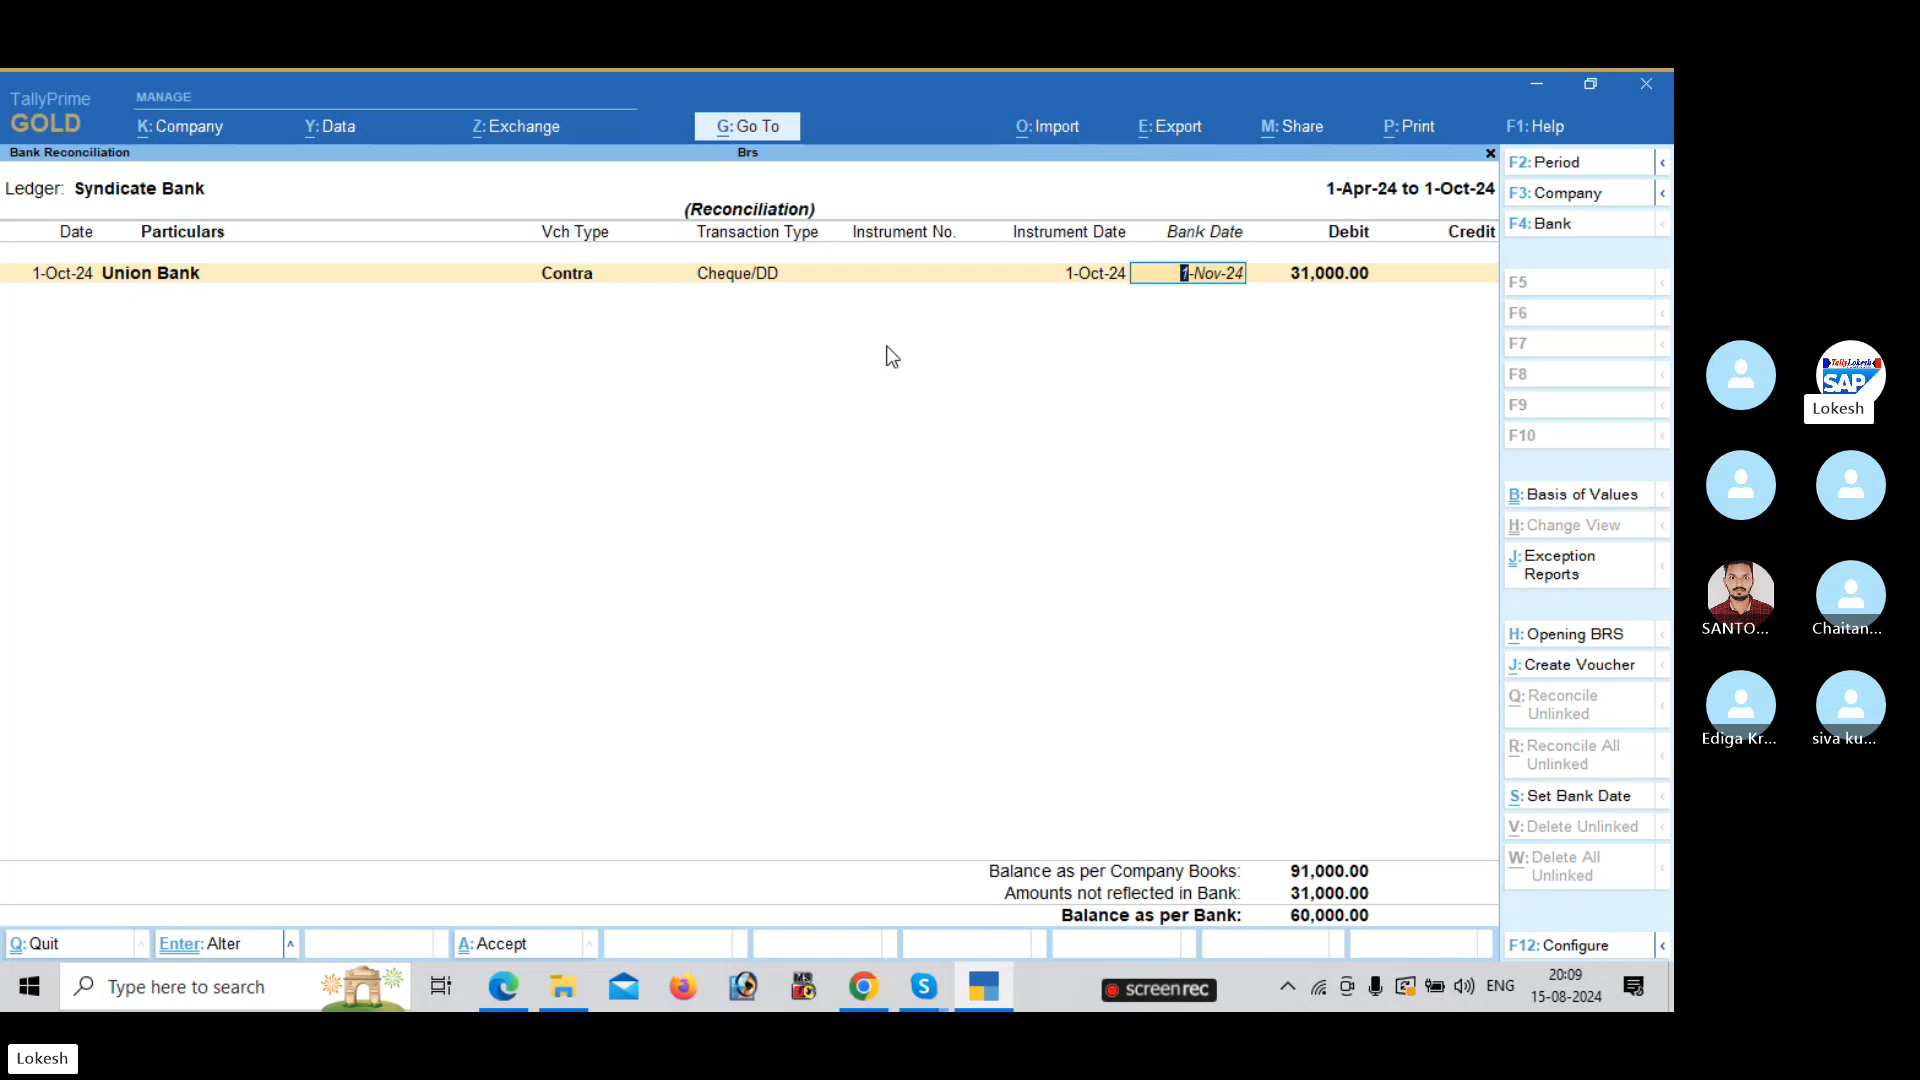 TallyPrime
GOLD
MANAGE
K: Company
Y: Data
Z: Exchange
G: Go To
O: Import
E: Export
M: Share
P: Print
F1: Help
Bank Reconciliation
Brs
Ledger: Syndicate Bank
1-Apr-24 to 1-Oct-24
(Reconciliation)
Date Particulars Vch Type Transaction Type Instrument No. Instrument Date Bank Date Debit Credit
1-Oct-24 Union Bank Contra Cheque/DD 1-Oct-24 1-Nov-24 31,000.00
Balance as per Company Books: 91,000.00
Amounts not reflected in Bank: 31,000.00
Balance as per Bank: 60,000.00
Q: Quit
Enter: Alter
A: Accept
F2: Period
F3: Company
F4: Bank
F5
F6
F7
F8
F9
F10
B: Basis of Values
H: Change View
J: Exception
Reports
H: Opening BRS
J: Create Voucher
Q: Reconcile
Unlinked
R: Reconcile All
Unlinked
S: Set Bank Date
V: Delete Unlinked
W: Delete All
Unlinked
F12: Configure
Type here to search
screenrec
ENG
20:09
15-08-2024
TallyLokesh
SAP
Lokesh
SANTO...
Chaitan...
Ediga Kr...
siva ku...
Lokesh